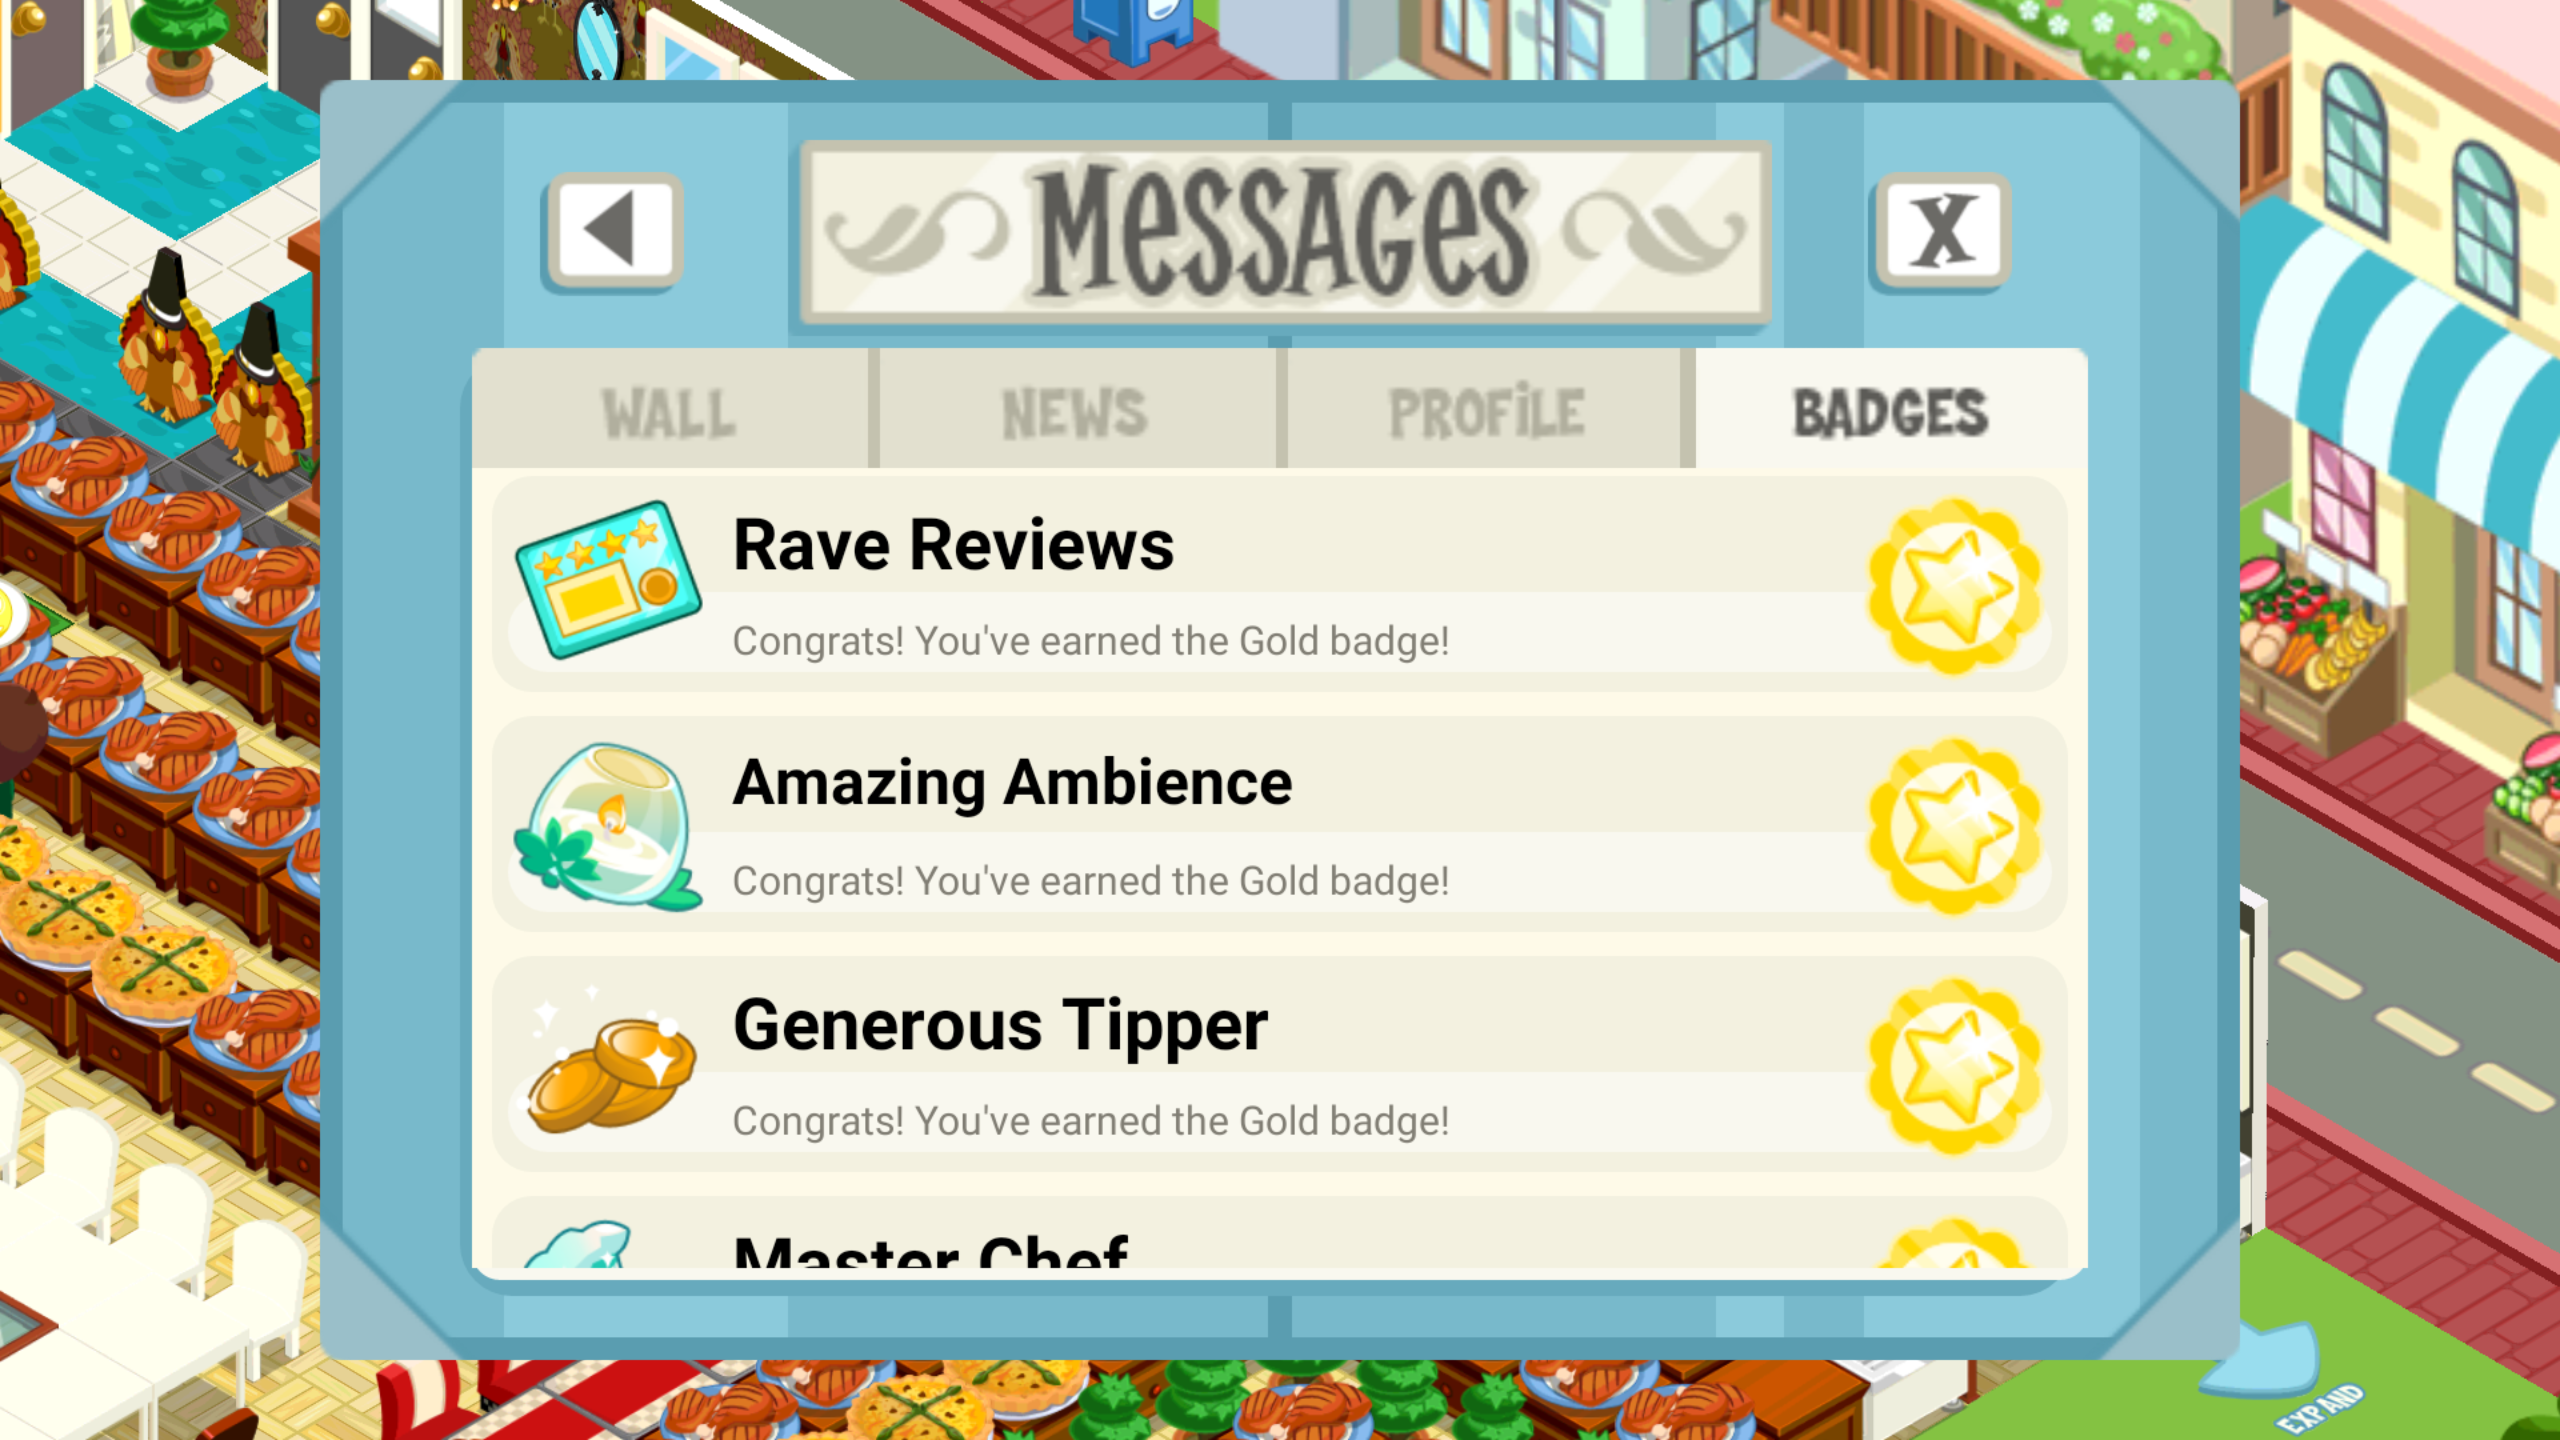 MESSAGES
X
WALL
NEWS
PROFILE
BADGES
Rave Reviews
Congrats! You've earned the Gold badge!
Amazing Ambience
Congrats! You've earned the Gold badge!
Generous Tipper
Congrats! You've earned the Gold badge!
Master Chef
EXPAND